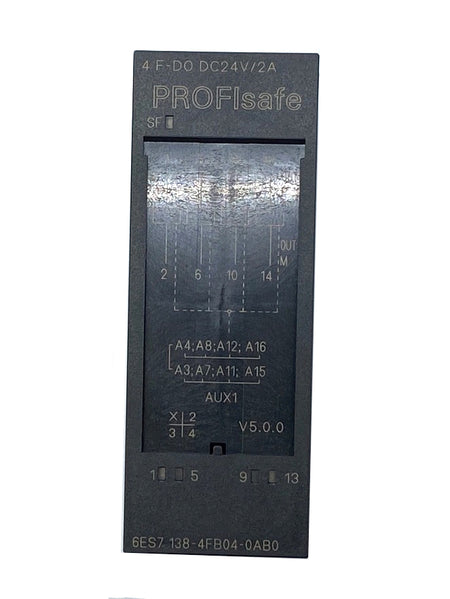 4 F-DO DC24V/2A
PROFIsafe
SF
OUT
2 6 10 14 M
A4;A8;A12; A16
A3;A7;A11; A15
AUX1
X 2
3 4 V5.0.0
1 5 9 13
6ES7 138-4FB04-0AB0